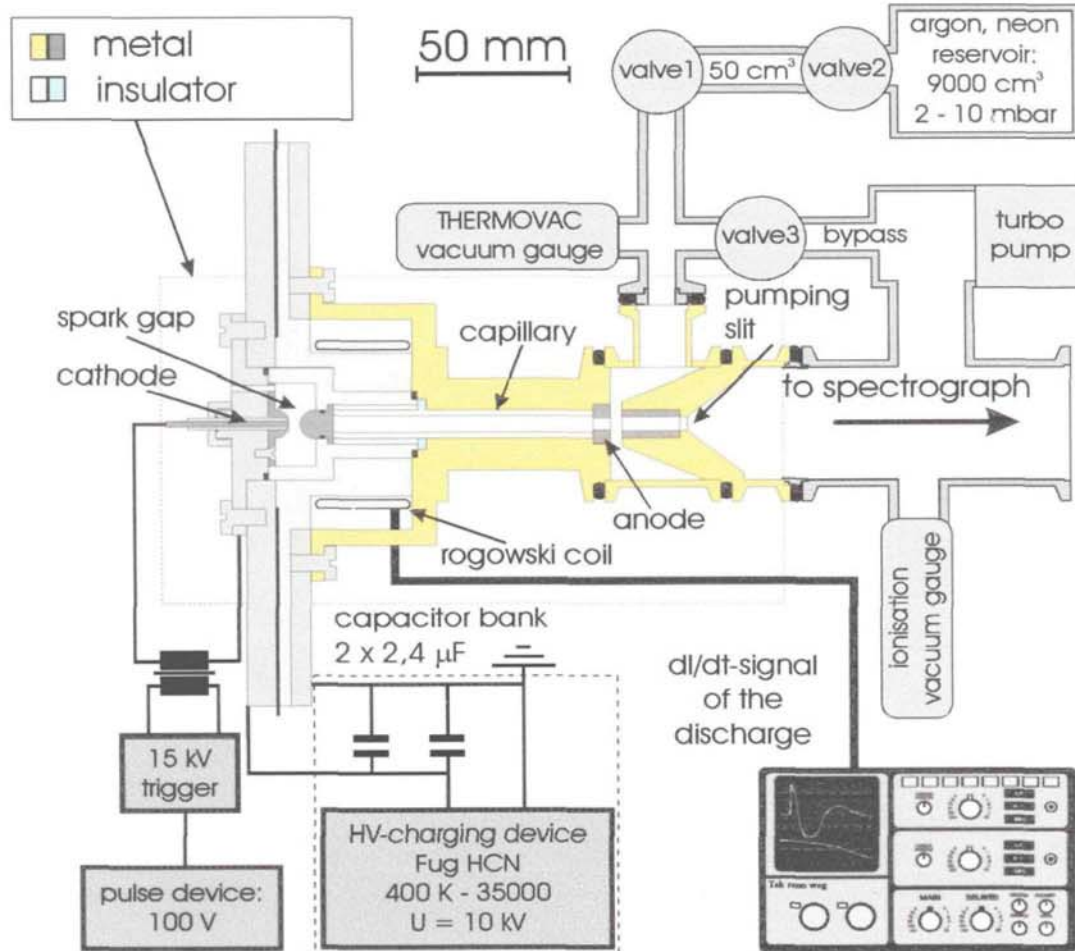 metal
insulator
50 mm
valve1
50 cm³
valve2
argon, neon
reservoir:
9000 cm³
2 - 10 mbar
THERMOVAC
vacuum gauge
valve3
bypass
turbo
pump
spark gap
cathode
capillary
pumping
slit
to spectrograph
anode
rogowski coil
ionisation
vacuum gauge
capacitor bank
2 x 2,4 µF
dI/dt-signal
of the
discharge
15 kV
trigger
HV-charging device
Fug HCN
400 K - 35000
U = 10 kV
pulse device:
100 V
MAIN
DELAYED